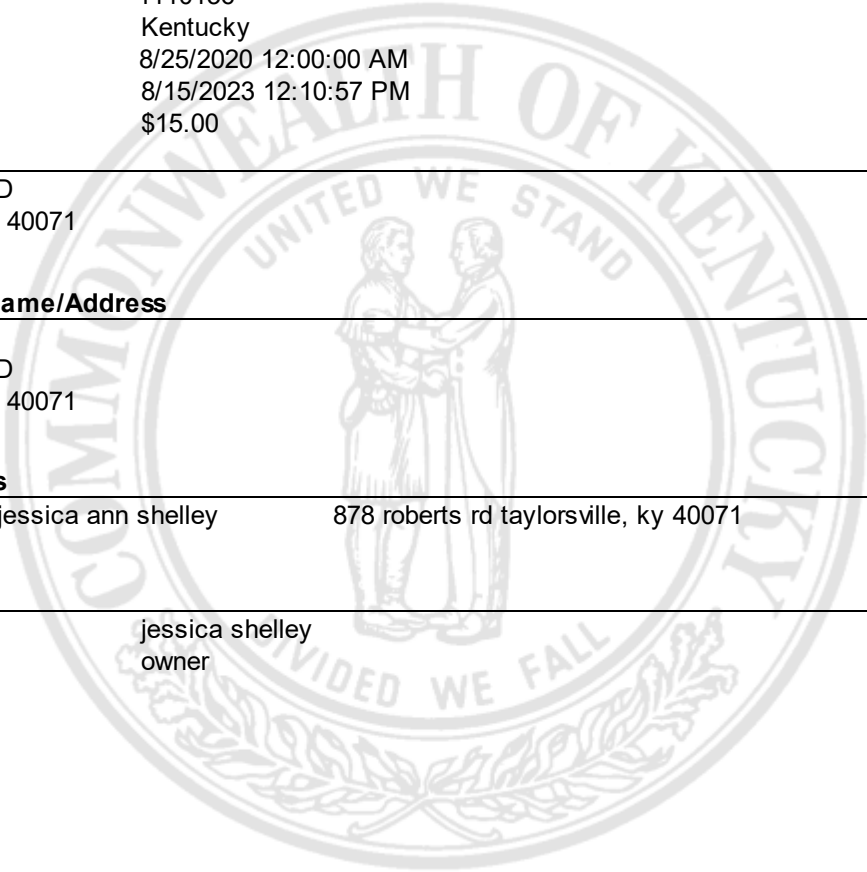 Kentucky
8/25/2020 12:00:00 AM
8/15/2023 12:10:57 PM
$15.00
D
40071
ame/Address
D
40071
s
jessica ann shelley 878 roberts rd taylorsville, ky 40071
jessica shelley
owner
COMMONWEALTH OF KENTUCKY
UNITED WE STAND
DIVIDED WE FALL